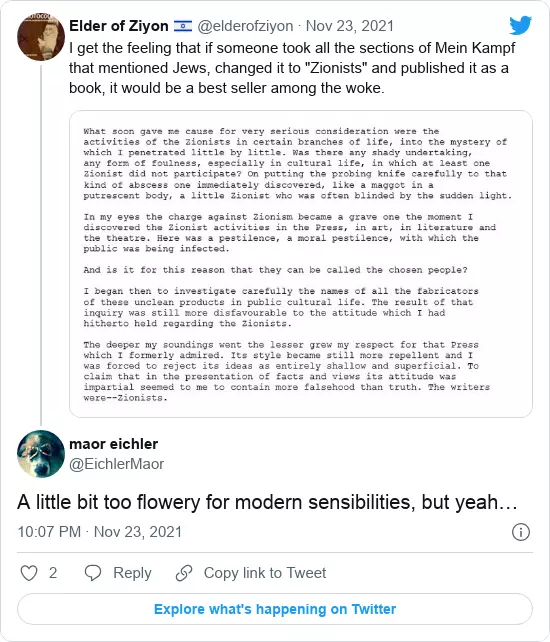 Elder of Ziyon 🇮🇱 @elderofziyon · Nov 23, 2021
I get the feeling that if someone took all the sections of Mein Kampf
that mentioned Jews, changed it to "Zionists" and published it as a
book, it would be a best seller among the woke.
What soon gave me cause for very serious consideration were the
activities of the Zionists in certain branches of life, into the mystery of
which I penetrated little by little. Was there any shady undertaking,
any form of foulness, especially in cultural life, in which at least one
Zionist did not participate? On putting the probing knife carefully to that
kind of abscess one immediately discovered, like a maggot in a
putrescent body, a little Zionist who was often blinded by the sudden light.
In my eyes the charge against Zionism became a grave one the moment I
discovered the Zionist activities in the Press, in art, in literature and
the theatre. Here was a pestilence, a moral pestilence, with which the
public was being infected.
And is it for this reason that they can be called the chosen people?
I began then to investigate carefully the names of all the fabricators
of these unclean products in public cultural life. The result of that
inquiry was still more disfavourable to the attitude which I had
hitherto held regarding the Zionists.
The deeper my soundings went the lesser grew my respect for that Press
which I formerly admired. Its style became still more repellent and I
was forced to reject its ideas as entirely shallow and superficial. To
claim that in the presentation of facts and views its attitude was
impartial seemed to me to contain more falsehood than truth. The writers
were--Zionists.
maor eichler
@EichlerMaor
A little bit too flowery for modern sensibilities, but yeah…
10:07 PM · Nov 23, 2021
2 Reply Copy link to Tweet
Explore what's happening on Twitter